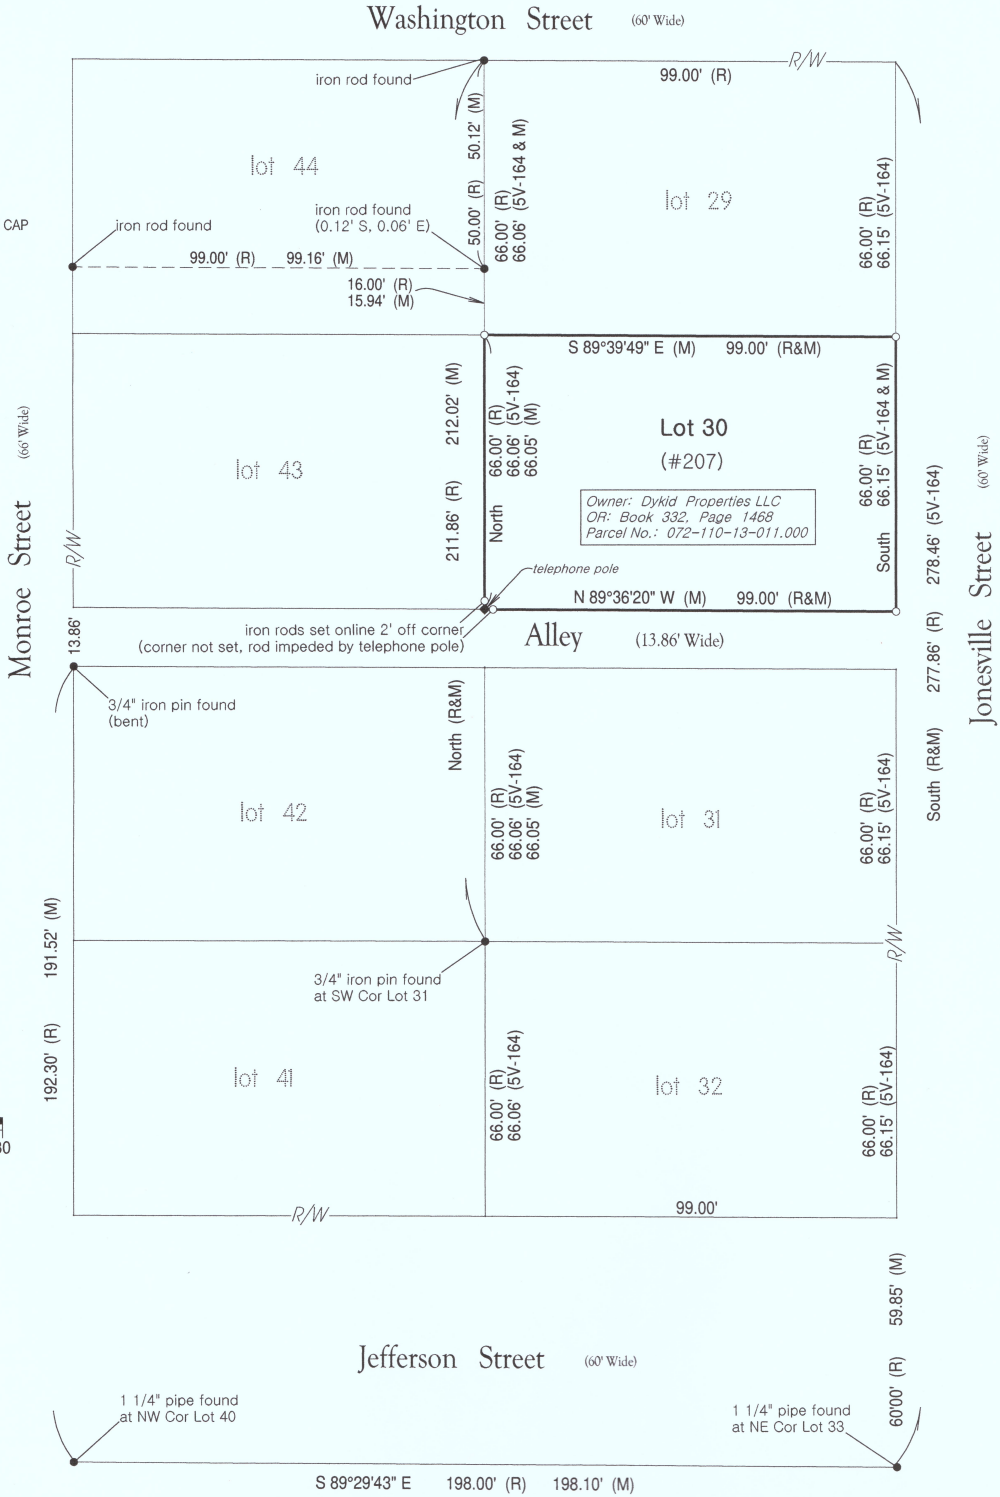 Washington Street (60' Wide)
R/W
iron rod found
99.00' (R)
50.00' (R) 50.12' (M)
66.00' (R)
66.06' (5V-164 & M)
66.00' (R)
66.15' (5V-164)
lot 44
lot 29
CAP
iron rod found
iron rod found
(0.12' S, 0.06' E)
99.00' (R) 99.16' (M)
16.00' (R)
15.94' (M)
S 89°39'49" E (M) 99.00' (R&M)
211.86' (R) 212.02' (M)
66.00' (R)
66.06' (5V-164)
66.05' (M)
North
66.00' (R)
66.15' (5V-164 & M)
South
Lot 30
(#207)
lot 43
Owner: Dykid Properties LLC
OR: Book 332, Page 1468
Parcel No.: 072-110-13-011.000
Monroe Street (66' Wide)
R/W
telephone pole
N 89°36'20" W (M) 99.00' (R&M)
iron rods set online 2' off corner
(corner not set, rod impeded by telephone pole)
Alley (13.86' Wide)
13.86'
South (R&M) 277.86' (R) 278.46' (5V-164)
Jonesville Street (60' Wide)
3/4" iron pin found
(bent)
North (R&M)
66.00' (R)
66.06' (5V-164)
66.05' (M)
66.00' (R)
66.15' (5V-164)
lot 42
lot 31
192.30' (R) 191.52' (M)
R/W
3/4" iron pin found
at SW Cor Lot 31
66.00' (R)
66.06' (5V-164)
66.00' (R)
66.15' (5V-164)
lot 41
lot 32
99.00'
R/W
60'00' (R) 59.85' (M)
Jefferson Street (60' Wide)
1 1/4" pipe found
at NW Cor Lot 40
1 1/4" pipe found
at NE Cor Lot 33
S 89°29'43" E 198.00' (R) 198.10' (M)